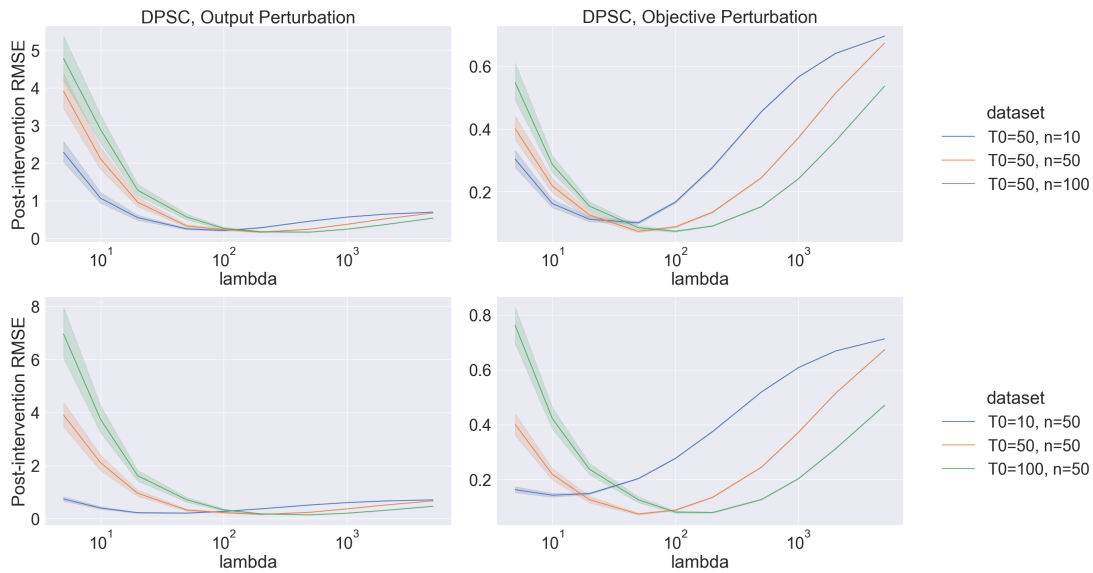 DPSC, Output Perturbation
DPSC, Objective Perturbation
Post-intervention RMSE
5
4
3
2
1
0
10^1
10^2
10^3
lambda
0.6
0.4
0.2
10^1
10^2
10^3
lambda
dataset
T0=50, n=10
T0=50, n=50
T0=50, n=100
Post-intervention RMSE
8
6
4
2
0
10^1
10^2
10^3
lambda
0.8
0.6
0.4
0.2
10^1
10^2
10^3
lambda
dataset
T0=10, n=50
T0=50, n=50
T0=100, n=50